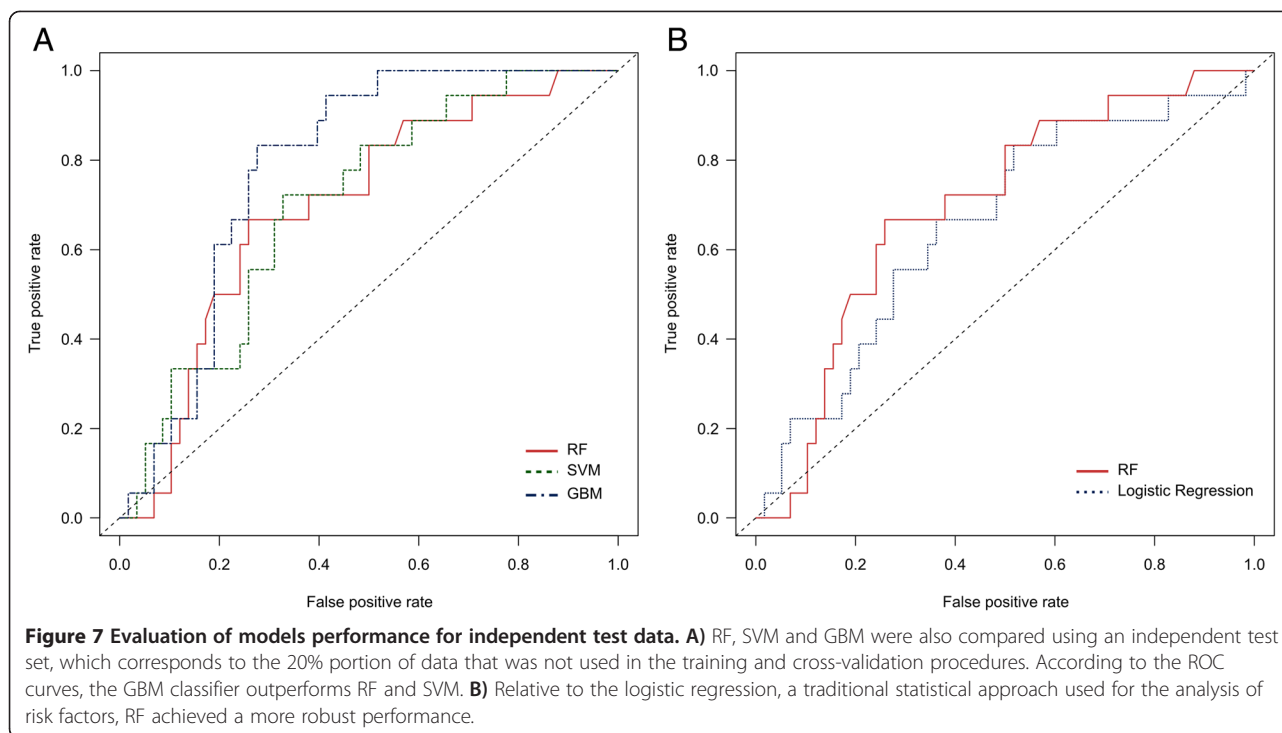 A
1.0
0.8
0.6
0.4
0.2
0.0
True positive rate
RF
SVM
GBM
0.0 0.2 0.4 0.6 0.8 1.0
False positive rate
B
1.0
0.8
0.6
0.4
0.2
0.0
True positive rate
RF
Logistic Regression
0.0 0.2 0.4 0.6 0.8 1.0
False positive rate
Figure 7 Evaluation of models performance for independent test data. A) RF, SVM and GBM were also compared using an independent test
set, which corresponds to the 20% portion of data that was not used in the training and cross-validation procedures. According to the ROC
curves, the GBM classifier outperforms RF and SVM. B) Relative to the logistic regression, a traditional statistical approach used for the analysis of
risk factors, RF achieved a more robust performance.